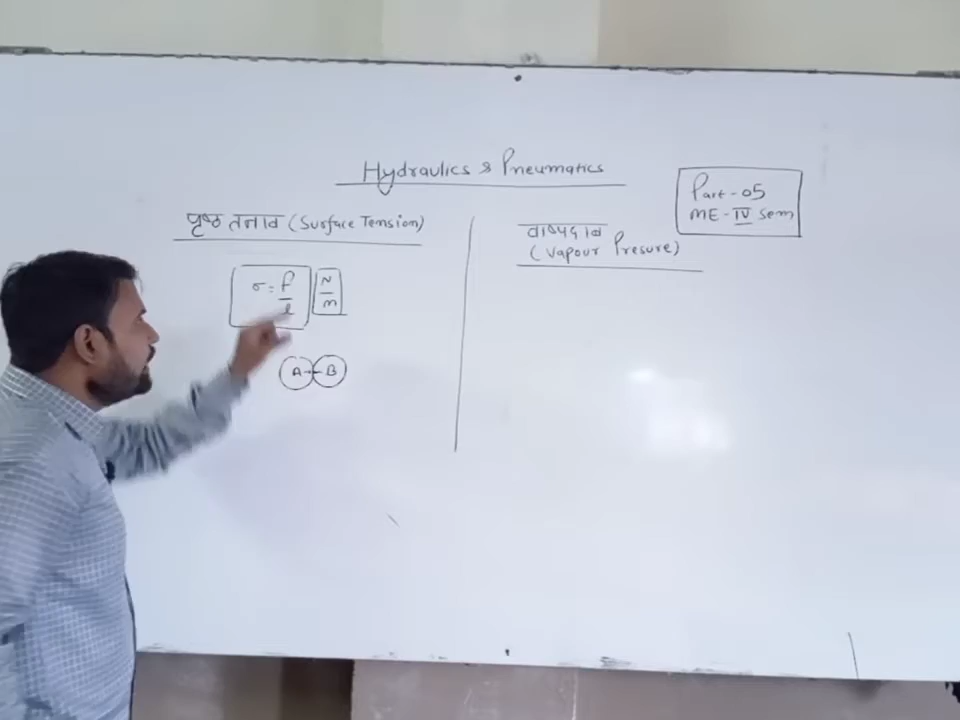 Hydraulics & Pneumatics
Part-05
ME-IV Sem
पृष्ठ तनाव (Surface Tension)
σ = f/l N/m
A B
वाष्पदाब
(Vapour Presure)